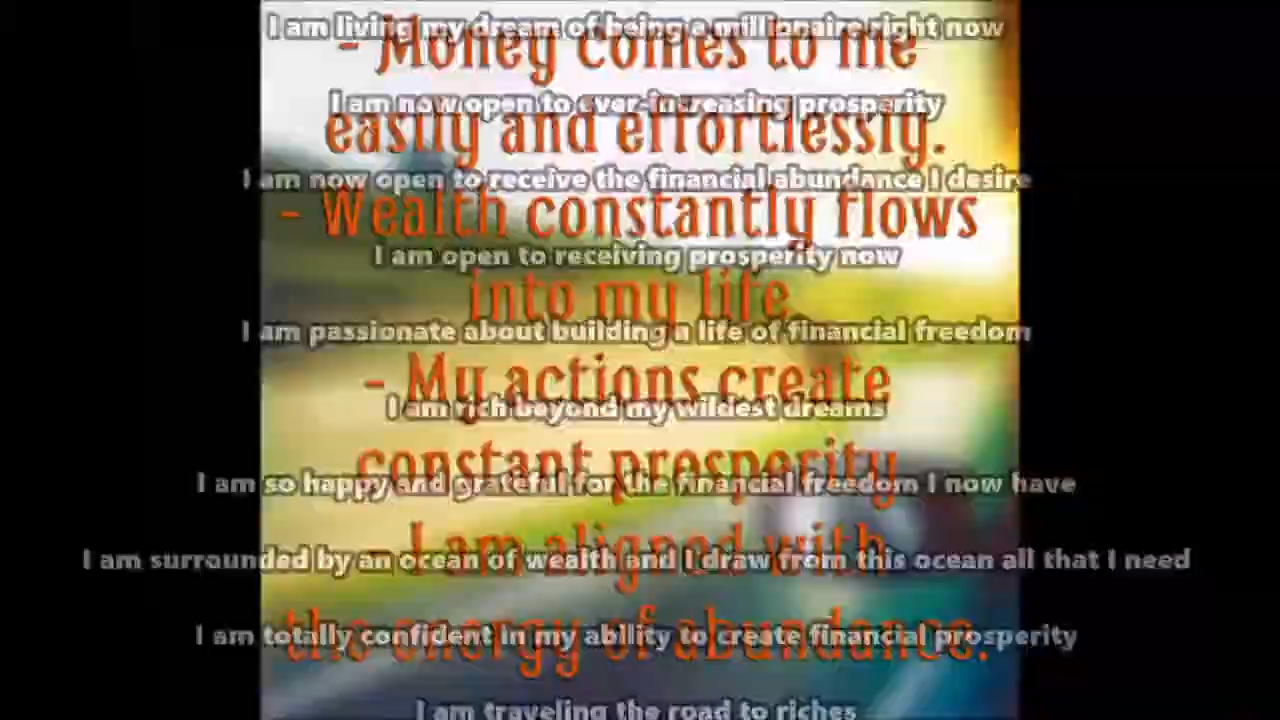 I am living my dream of being a millionaire right now
- Money comes to me
I am now open to ever-increasing prosperity
easily and effortlessly.
I am now open to receive the financial abundance I desire
- Wealth constantly flows
I am open to receiving prosperity now
into my life.
I am passionate about building a life of financial freedom
- My actions create
I am rich beyond my wildest dreams
constant prosperity
I am so happy and grateful for the financial freedom I now have
- I am aligned with
I am surrounded by an ocean of wealth and I draw from this ocean all that I need
the energy of abundance.
I am totally confident in my ability to create financial prosperity
I am traveling the road to riches